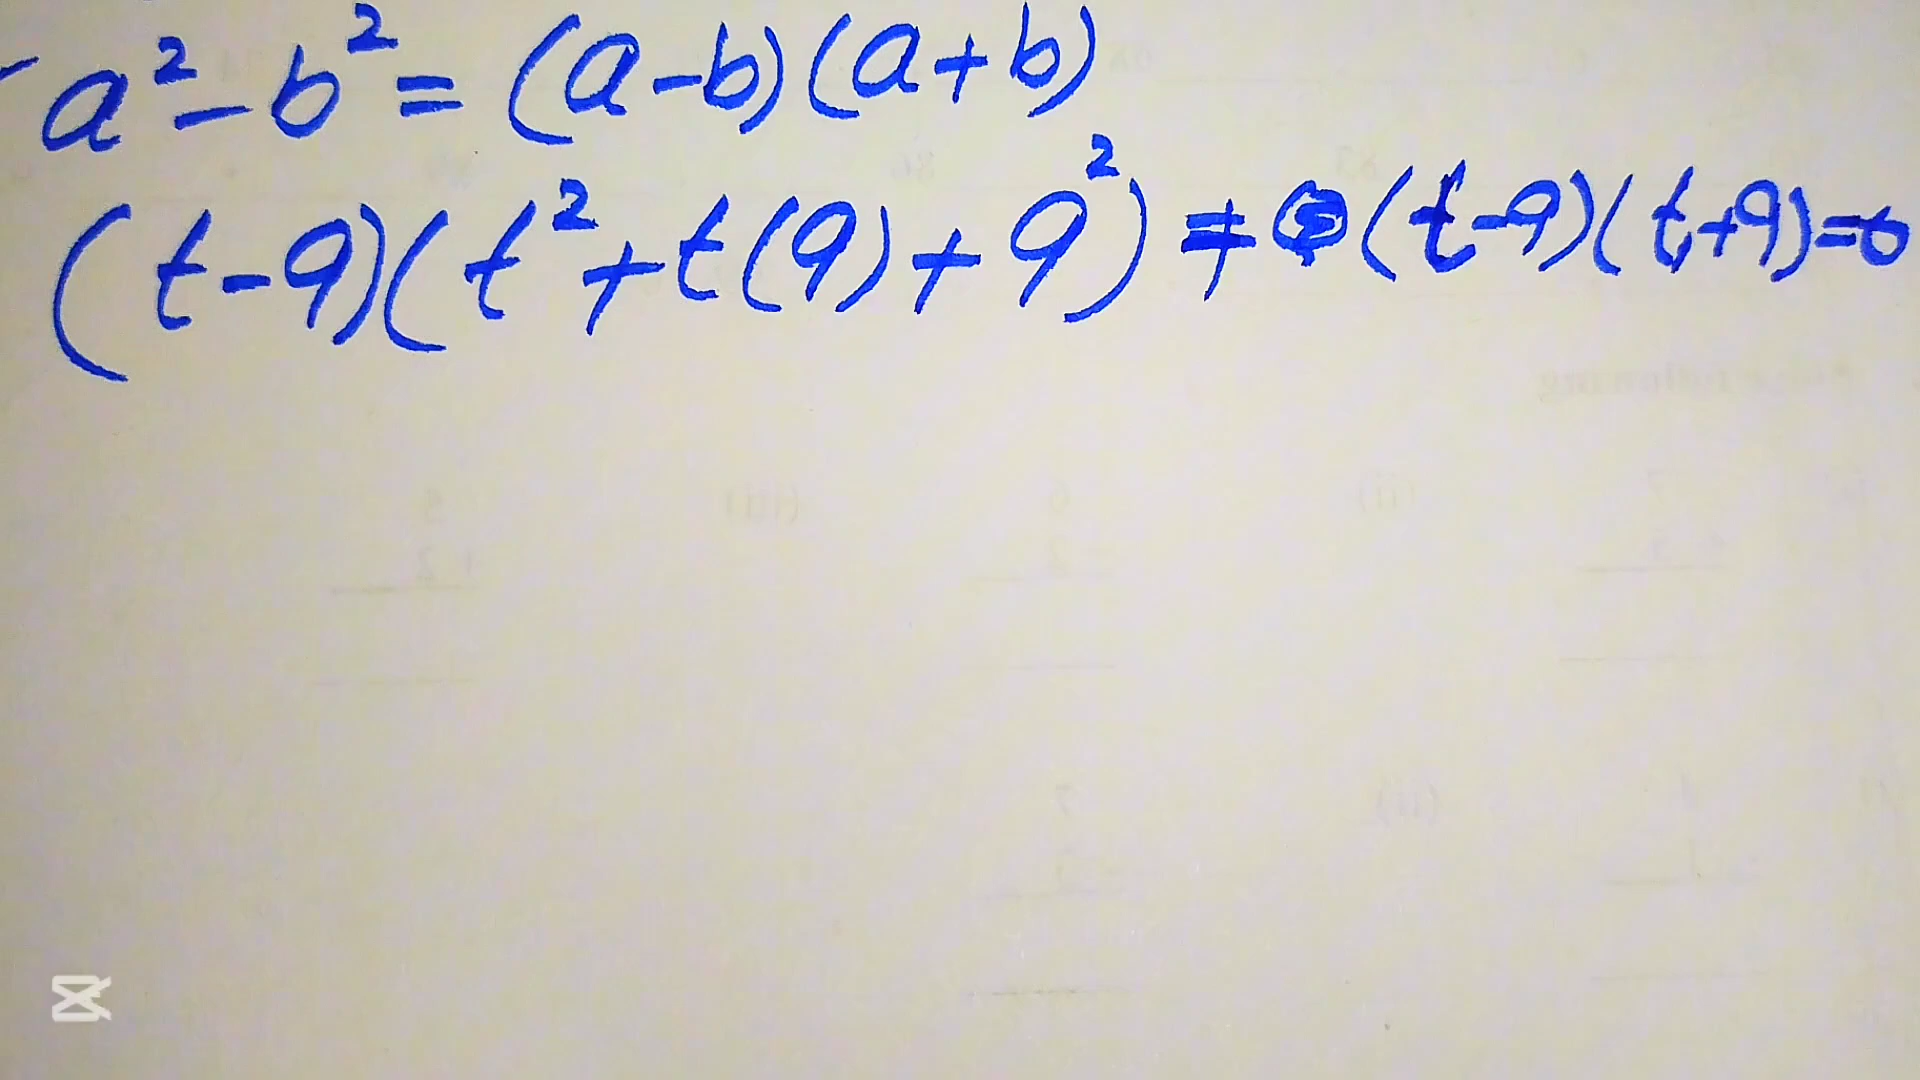 a² - b² = (a-b)(a+b)
(t-9)(t²+t(9)+9²) + (t-9)(t+9)=0